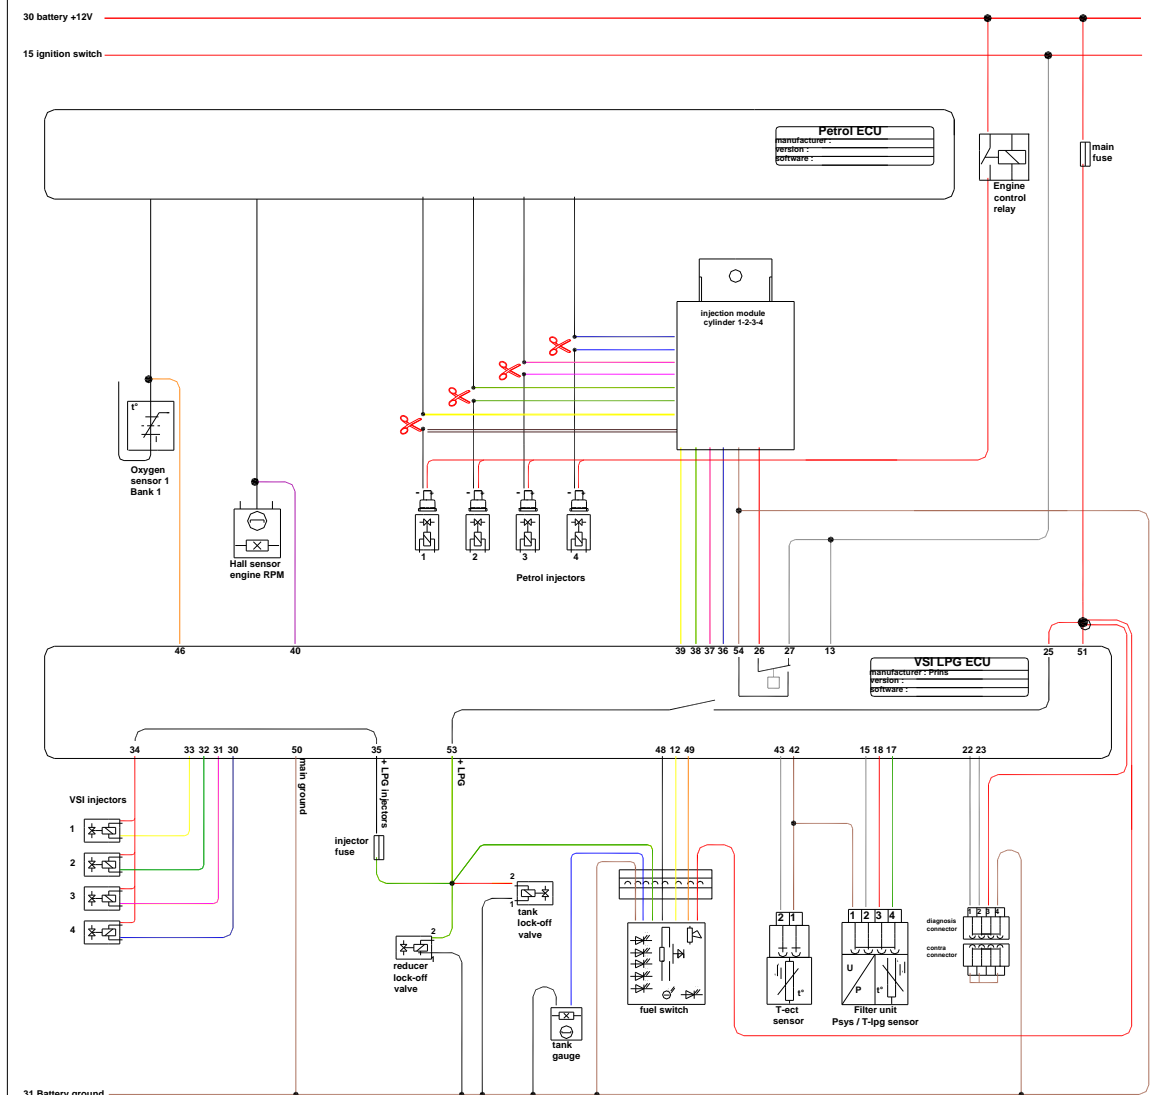 30 battery +12V
15 ignition switch
Petrol ECU
manufacturer :
version :
software :
main
fuse
Engine
control
relay
injection module
cylinder 1-2-3-4
t°
Oxygen
sensor 1
Bank 1
Hall sensor
engine RPM
- +
- +
- +
- +
1
2
3
4
Petrol injectors
46
40
39
38
37
36
54
26
27
13
25
51
VSI LPG ECU
manufacturer : Prins
version :
software :
34
33
32
31
30
50
35
53
48
12
49
43
42
15
18
17
22
23
main ground
+ LPG injectors
+ LPG
VSI injectors
1
2
3
4
injector
fuse
2
1
tank
lock-off
valve
2
1
reducer
lock-off
valve
tank
gauge
fuel switch
2 1
t°
T-ect
sensor
1 2 3 4
U
P
t°
Filter unit
Psys / T-lpg sensor
1 2 3 4
diagnosis
connector
contra
connector
31 Battery ground